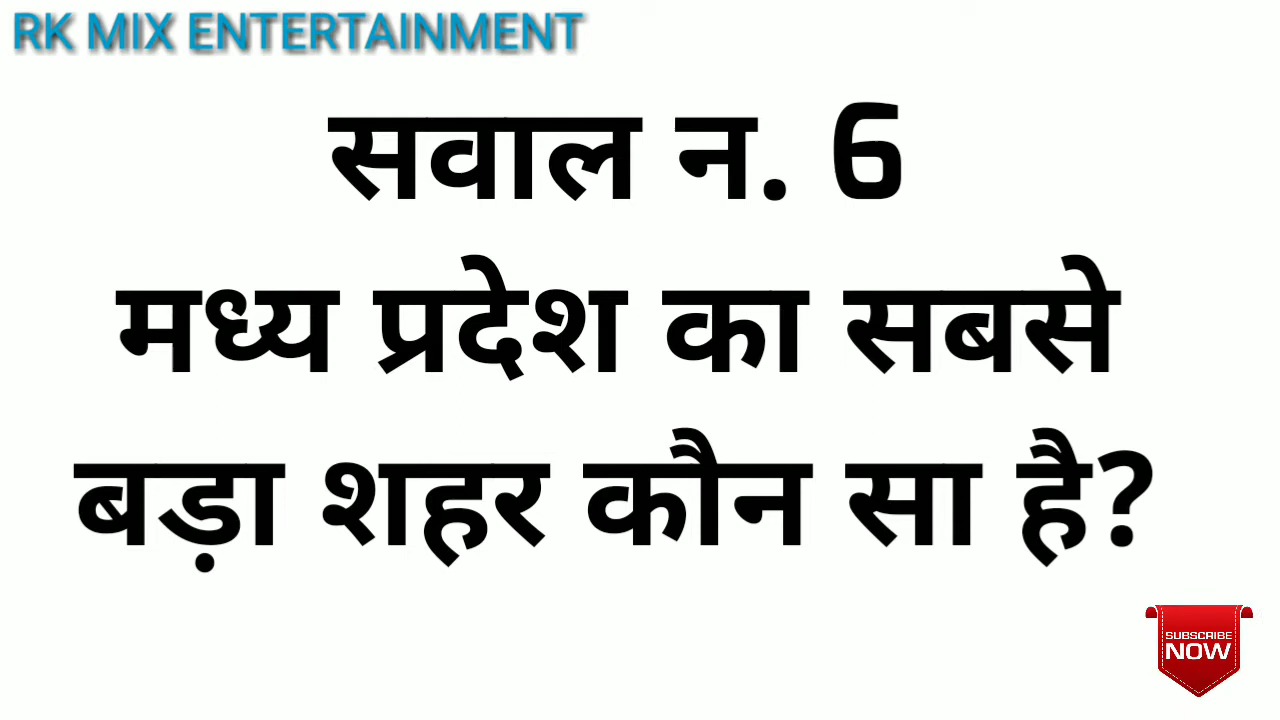 RK MIX ENTERTAINMENT
सवाल न. 6
मध्य प्रदेश का सबसे
बड़ा शहर कौन सा है?
SUBSCRIBE
NOW